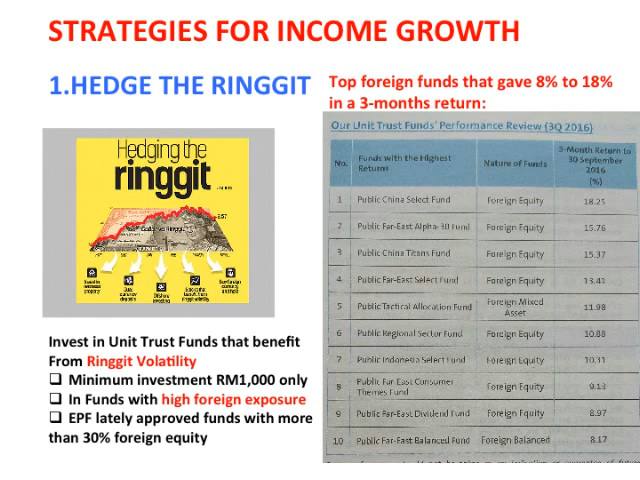 STRATEGIES FOR INCOME GROWTH
1.HEDGE THE RINGGIT
Hedging the
ringgit
Invest in Unit Trust Funds that benefit
From Ringgit Volatility
❑ Minimum investment RM1,000 only
❑ In Funds with high foreign exposure
❑ EPF lately approved funds with more
than 30% foreign equity
Top foreign funds that gave 8% to 18%
in a 3-months return:
Our Unit Trust Funds' Performance Review (3Q 2016)
No. Funds with the Highest Returns Nature of Funds 3-Month Return to 30 September 2016 (%)
1 Public China Select Fund Foreign Equity 18.25
2 Public Far-East Alpha-30 Fund Foreign Equity 15.76
3 Public China Titans Fund Foreign Equity 15.37
4 Public Far-East Select Fund Foreign Equity 13.41
5 Public Tactical Allocation Fund Foreign Mixed Asset 11.98
6 Public Regional Sector Fund Foreign Equity 10.88
7 Public Indonesia Select Fund Foreign Equity 10.31
8 Public Far-East Consumer Themes Fund Foreign Equity 9.13
9 Public Far-East Dividend Fund Foreign Equity 8.97
10 Public Far-East Balanced Fund Foreign Balanced 8.17